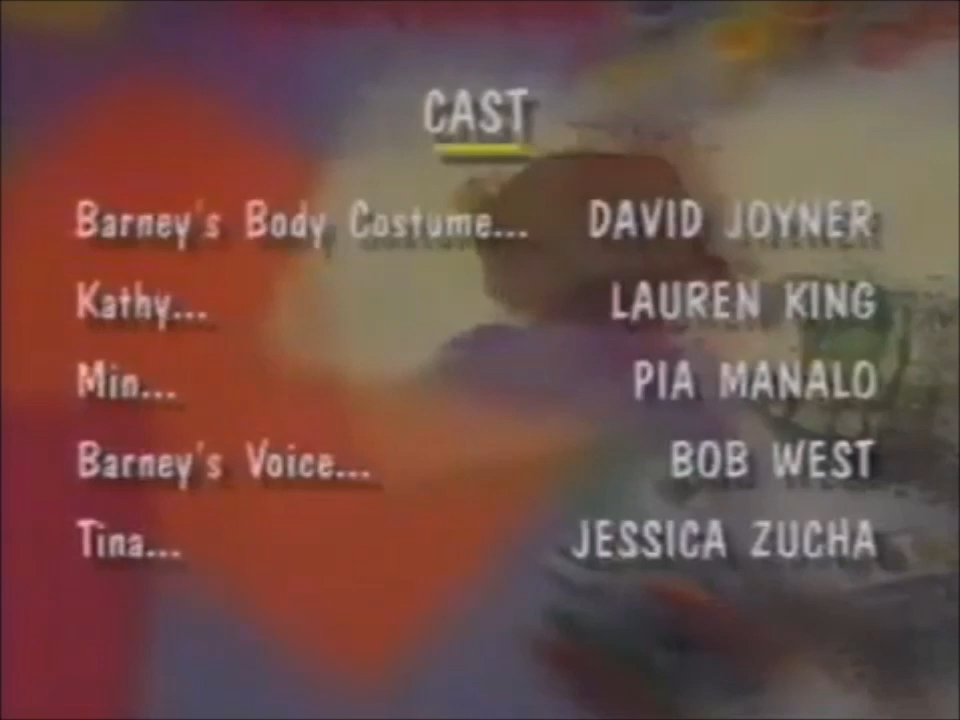 CAST
Barney's Body Costume... DAVID JOYNER
Kathy... LAUREN KING
Min... PIA MANALO
Barney's Voice... BOB WEST
Tina... JESSICA ZUCHA